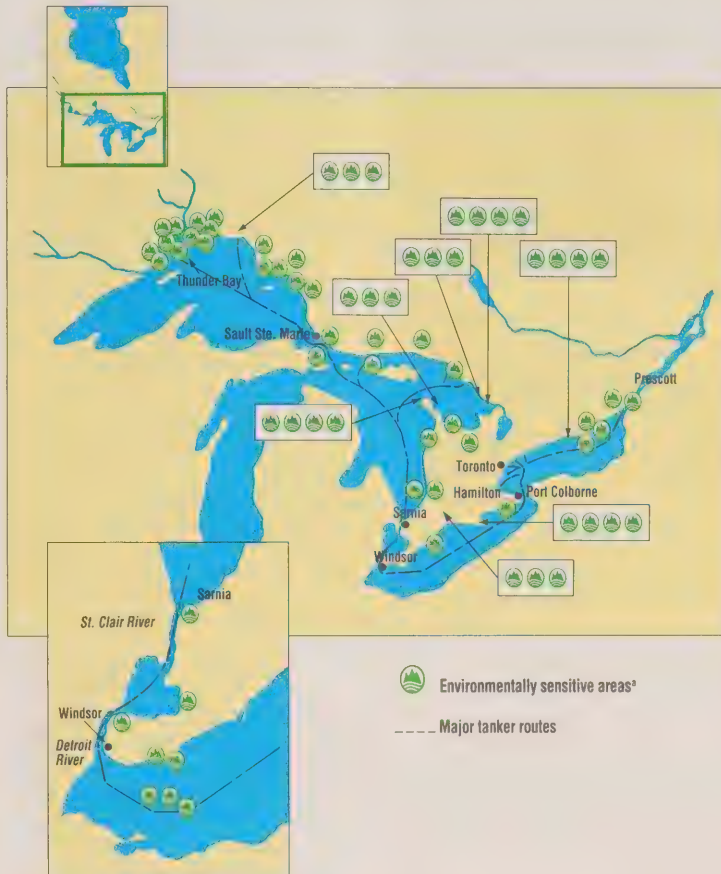 Thunder Bay
Sault Ste. Marie
Prescott
Toronto
Hamilton
Port Colborne
Sarnia
Windsor
Sarnia
St. Clair River
Windsor
Detroit
River
Environmentally sensitive areasª
Major tanker routes